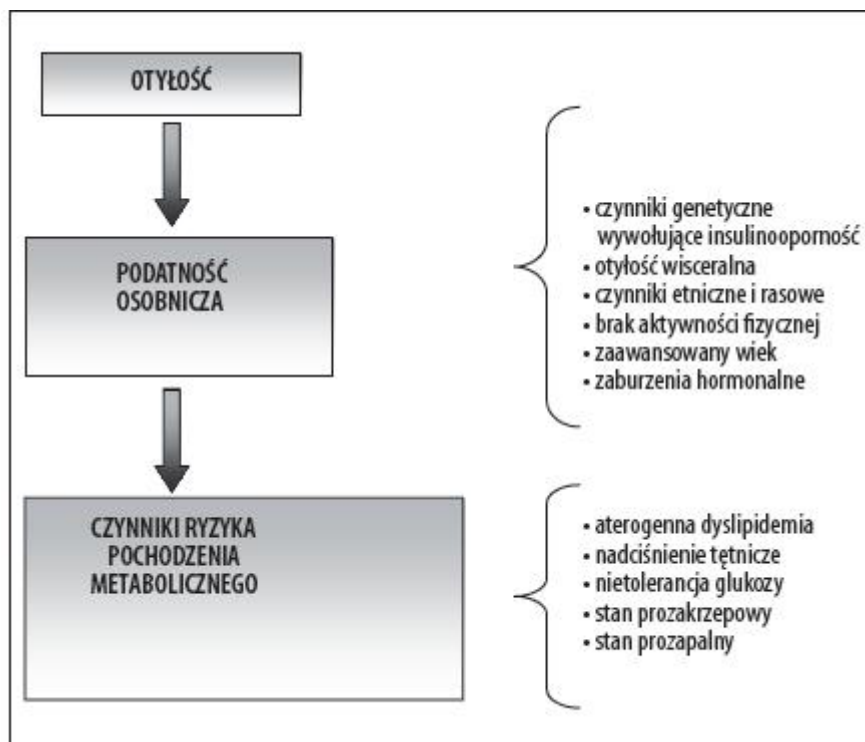 OTYŁOŚĆ
PODATNOŚĆ
OSOBNICZA
• czynniki genetyczne
wywołujące insulinooporność
• otyłość wisceralna
• czynniki etniczne i rasowe
• brak aktywności fizycznej
• zaawansowany wiek
• zaburzenia hormonalne
CZYNNIKI RYZYKA
POCHODZENIA
METABOLICZNEGO
• aterogenna dyslipidemia
• nadciśnienie tętnicze
• nietolerancja glukozy
• stan prozakrzepowy
• stan prozapalny